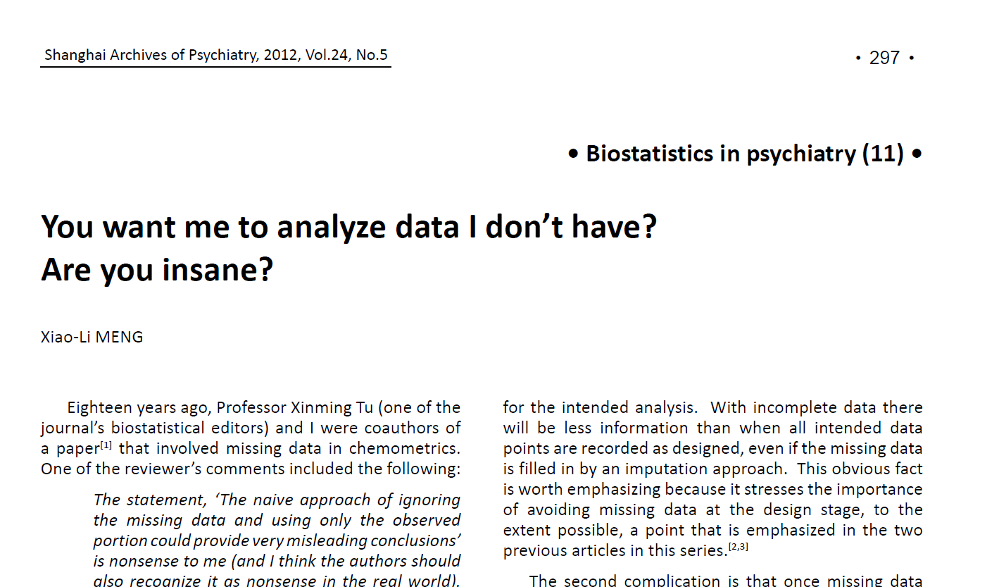 Shanghai Archives of Psychiatry, 2012, Vol.24, No.5
• 297 •
• Biostatistics in psychiatry (11) •
You want me to analyze data I don’t have?
Are you insane?
Xiao-Li MENG
Eighteen years ago, Professor Xinming Tu (one of the
journal’s biostatistical editors) and I were coauthors of
a paper[1] that involved missing data in chemometrics.
One of the reviewer’s comments included the following:
The statement, ‘The naive approach of ignoring
the missing data and using only the observed
portion could provide very misleading conclusions’
is nonsense to me (and I think the authors should
also recognize it as nonsense in the real world).
for the intended analysis.  With incomplete data there
will be less information than when all intended data
points are recorded as designed, even if the missing data
is filled in by an imputation approach.  This obvious fact
is worth emphasizing because it stresses the importance
of avoiding missing data at the design stage, to the
extent possible, a point that is emphasized in the two
previous articles in this series.[2,3]
The second complication is that once missing data